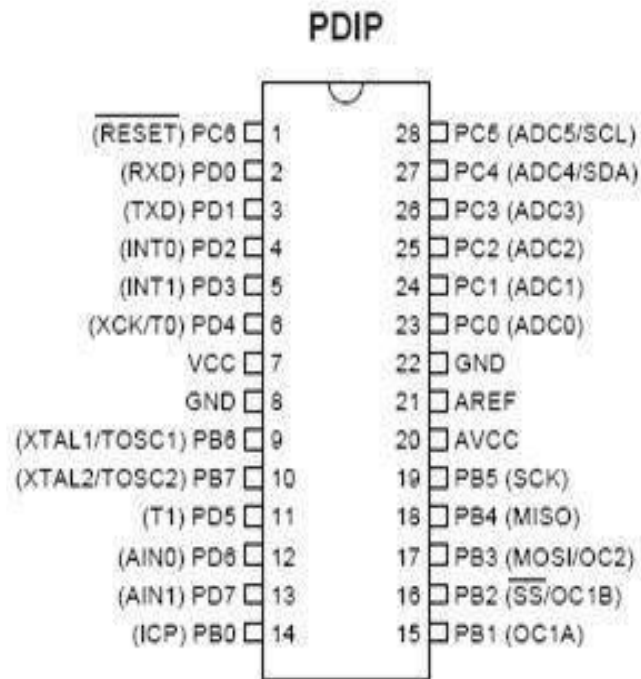 PDIP
(RESET) PC6 1 28 PC5 (ADC5/SCL)
(RXD) PD0 2 27 PC4 (ADC4/SDA)
(TXD) PD1 3 26 PC3 (ADC3)
(INT0) PD2 4 25 PC2 (ADC2)
(INT1) PD3 5 24 PC1 (ADC1)
(XCK/T0) PD4 6 23 PC0 (ADC0)
VCC 7 22 GND
GND 8 21 AREF
(XTAL1/TOSC1) PB6 9 20 AVCC
(XTAL2/TOSC2) PB7 10 19 PB5 (SCK)
(T1) PD5 11 18 PB4 (MISO)
(AIN0) PD6 12 17 PB3 (MOSI/OC2)
(AIN1) PD7 13 16 PB2 (SS/OC1B)
(ICP) PB0 14 15 PB1 (OC1A)